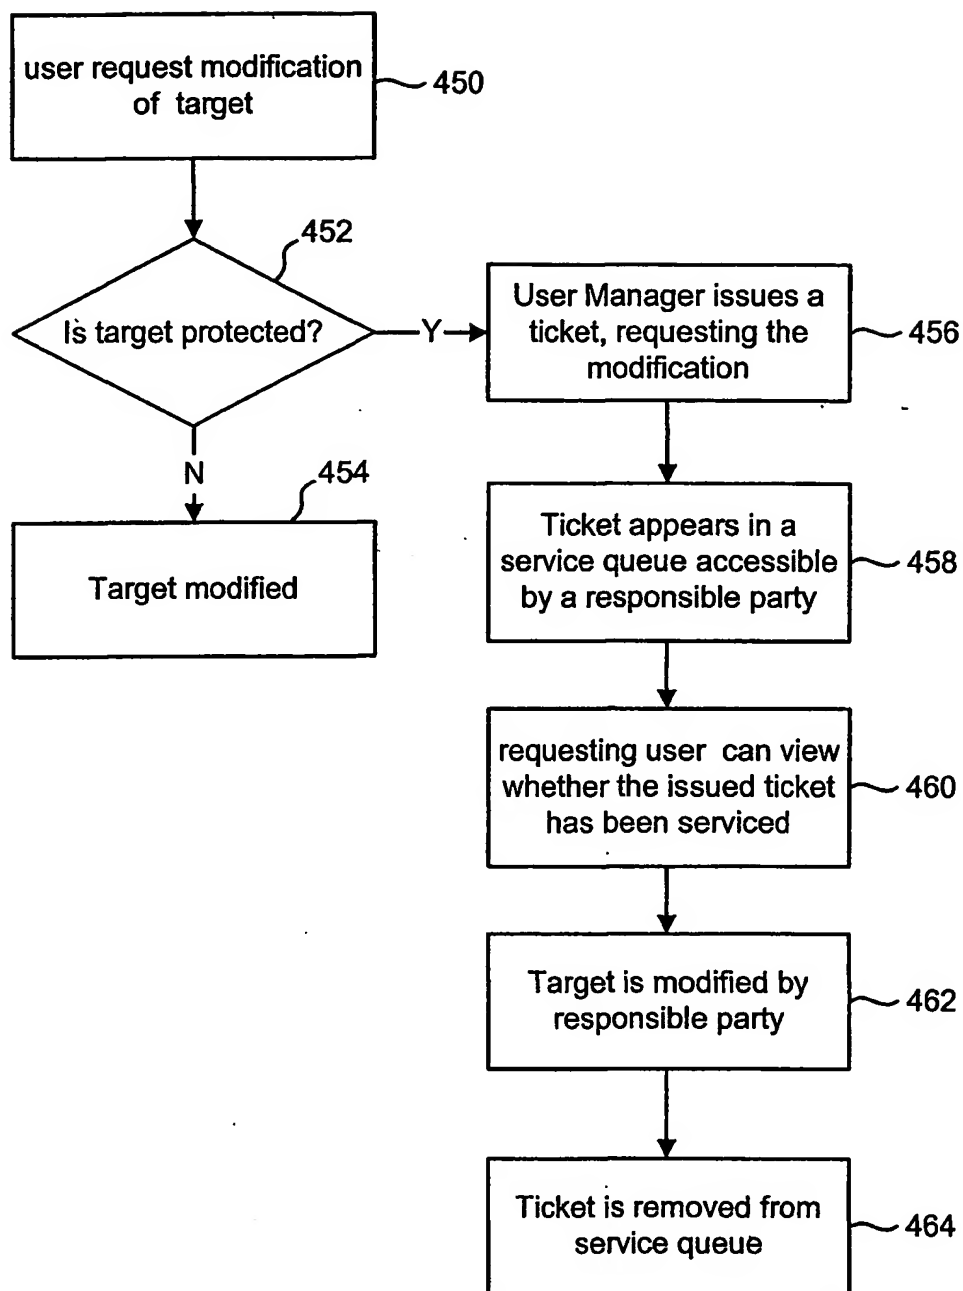 user request modification
of target
450
452
Is target protected?
Y
N
454
Target modified
User Manager issues a
ticket, requesting the
modification
456
Ticket appears in a
service queue accessible
by a responsible party
458
requesting user can view
whether the issued ticket
has been serviced
460
Target is modified by
responsible party
462
Ticket is removed from
service queue
464